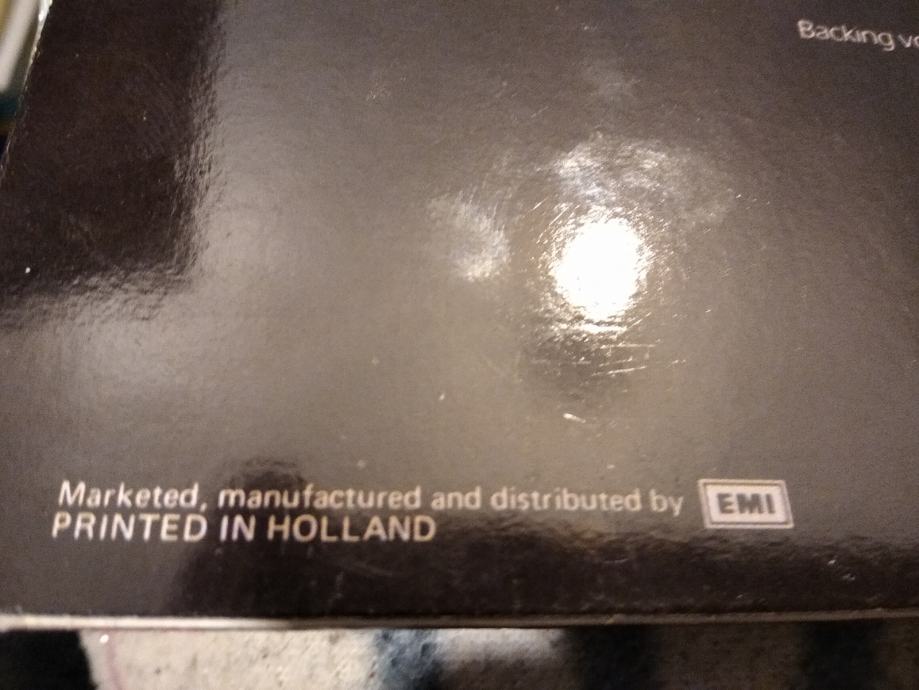 Backing
Marketed, manufactured and distributed by EMI
PRINTED IN HOLLAND